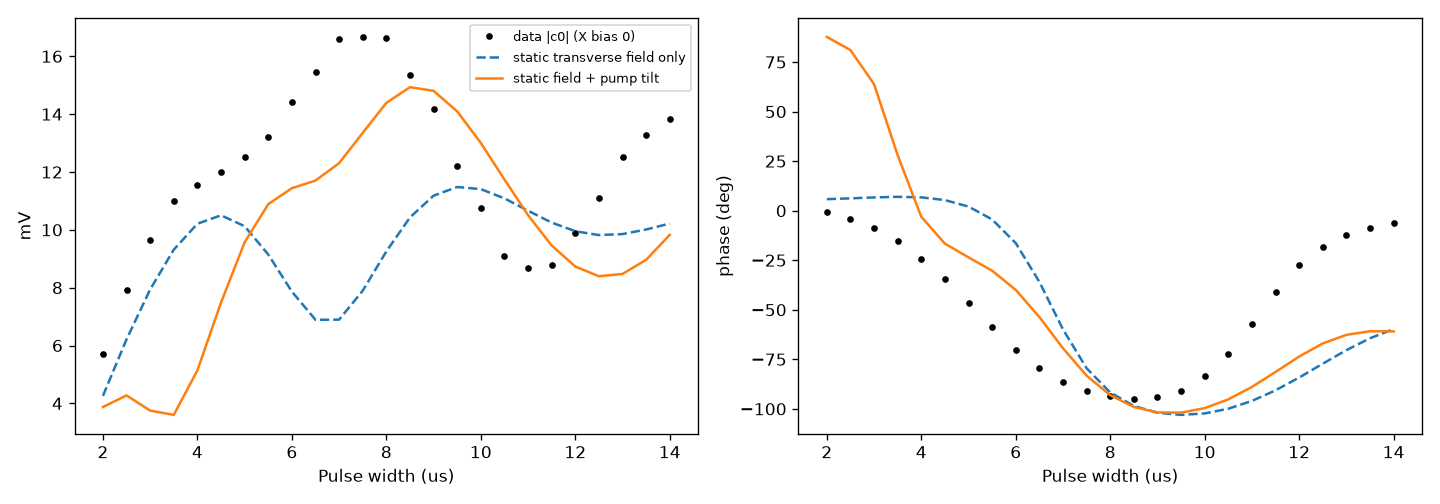 mV
16
14
12
10
8
6
4
data |c0| (X bias 0)
static transverse field only
static field + pump tilt
2 4 6 8 10 12 14
Pulse width (us)
phase (deg)
75
50
25
0
−25
−50
−75
−100
2 4 6 8 10 12 14
Pulse width (us)